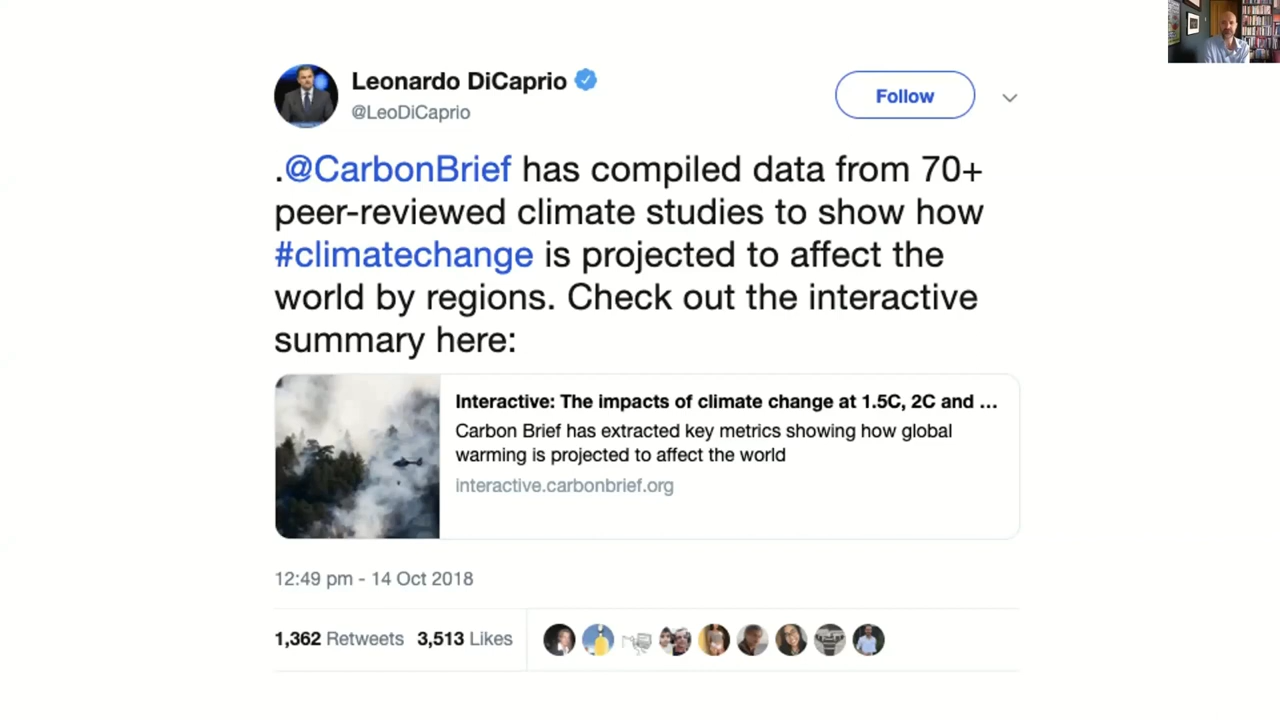 Leonardo DiCaprio
@LeoDiCaprio
Follow
.@CarbonBrief has compiled data from 70+
peer-reviewed climate studies to show how
#climatechange is projected to affect the
world by regions. Check out the interactive
summary here:
Interactive: The impacts of climate change at 1.5C, 2C and ...
Carbon Brief has extracted key metrics showing how global
warming is projected to affect the world
interactive.carbonbrief.org
12:49 pm - 14 Oct 2018
1,362 Retweets 3,513 Likes